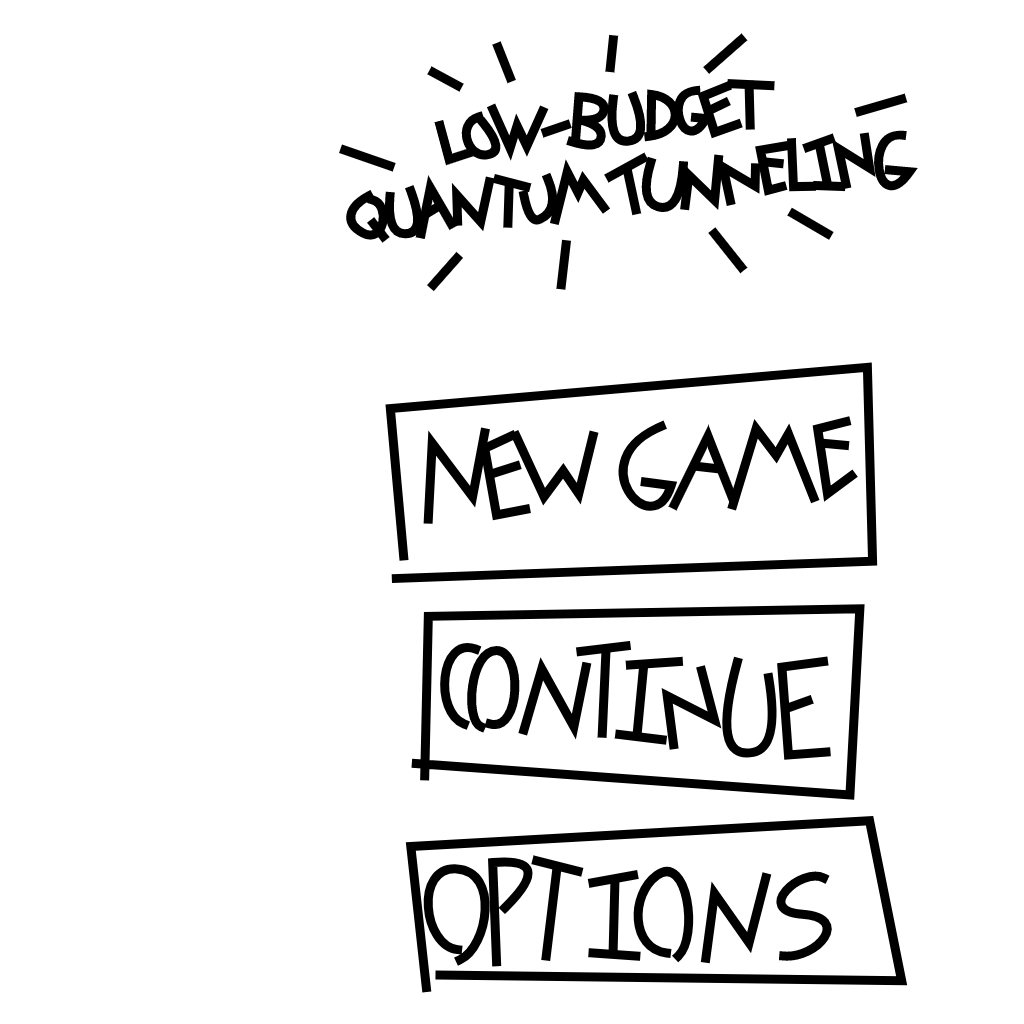 LOW-BUDGET
QUANTUM TUNNELING
NEW GAME
CONTINUE
OPTIONS